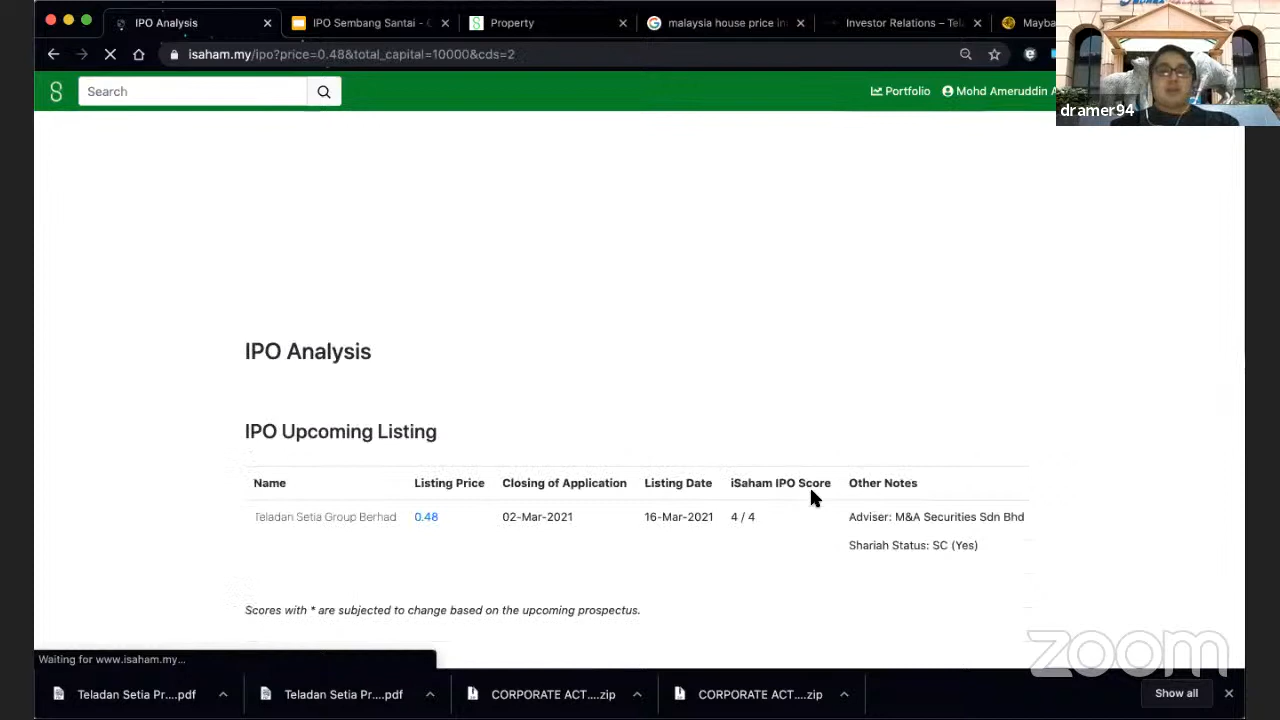 IPO Analysis
IPO Sembang Santai -
Property
malaysia house price in
Investor Relations – Tel
Mayba
isaham.my/ipo?price=0.48&total_capital=10000&cds=2
Search
Portfolio
Mohd Ameruddin A
dramer94
IPO Analysis
IPO Upcoming Listing
Name Listing Price Closing of Application Listing Date iSaham IPO Score Other Notes
Teladan Setia Group Berhad 0.48 02-Mar-2021 16-Mar-2021 4 / 4 Adviser: M&A Securities Sdn Bhd
Shariah Status: SC (Yes)
Scores with * are subjected to change based on the upcoming prospectus.
zoom
Waiting for www.isaham.my...
Teladan Setia Pr....pdf
Teladan Setia Pr....pdf
CORPORATE ACT....zip
CORPORATE ACT....zip
Show all